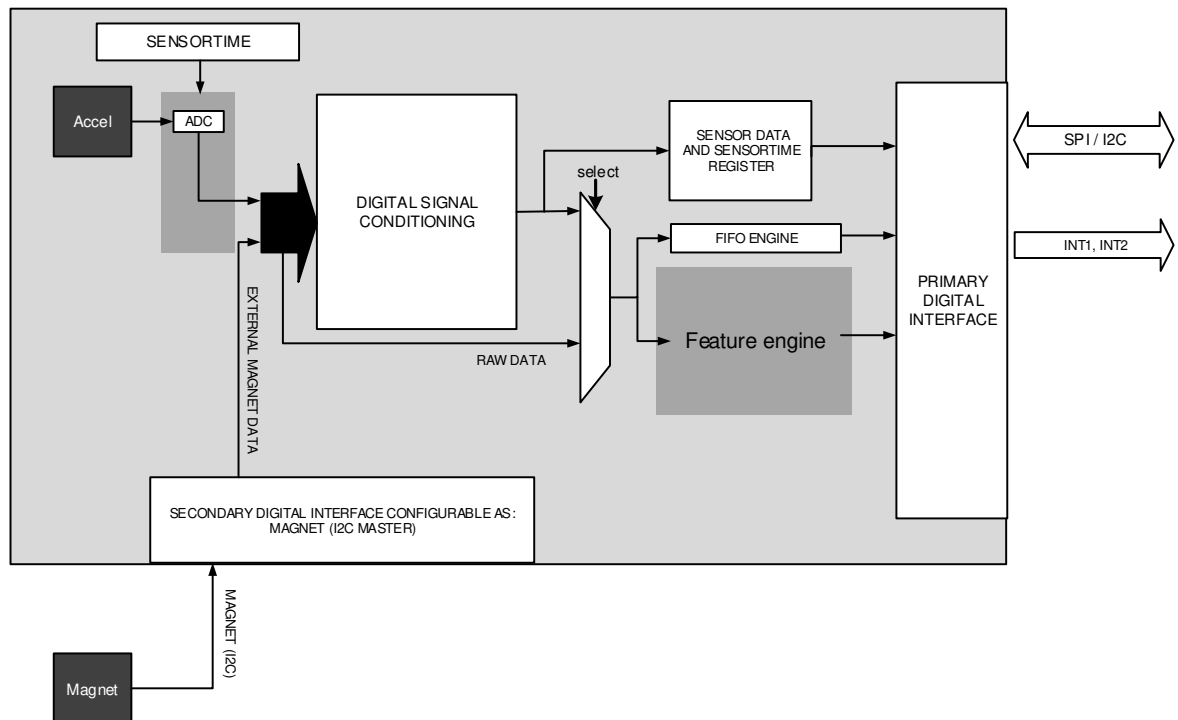 SENSORTIME
Accel
ADC
DIGITAL SIGNAL
CONDITIONING
SENSOR DATA
AND SENSORTIME
REGISTER
select
FIFO ENGINE
Feature engine
PRIMARY
DIGITAL
INTERFACE
SPI / I2C
INT1, INT2
RAW DATA
EXTERNAL MAGNET DATA
SECONDARY DIGITAL INTERFACE CONFIGURABLE AS:
MAGNET (I2C MASTER)
MAGNET (I2C)
Magnet